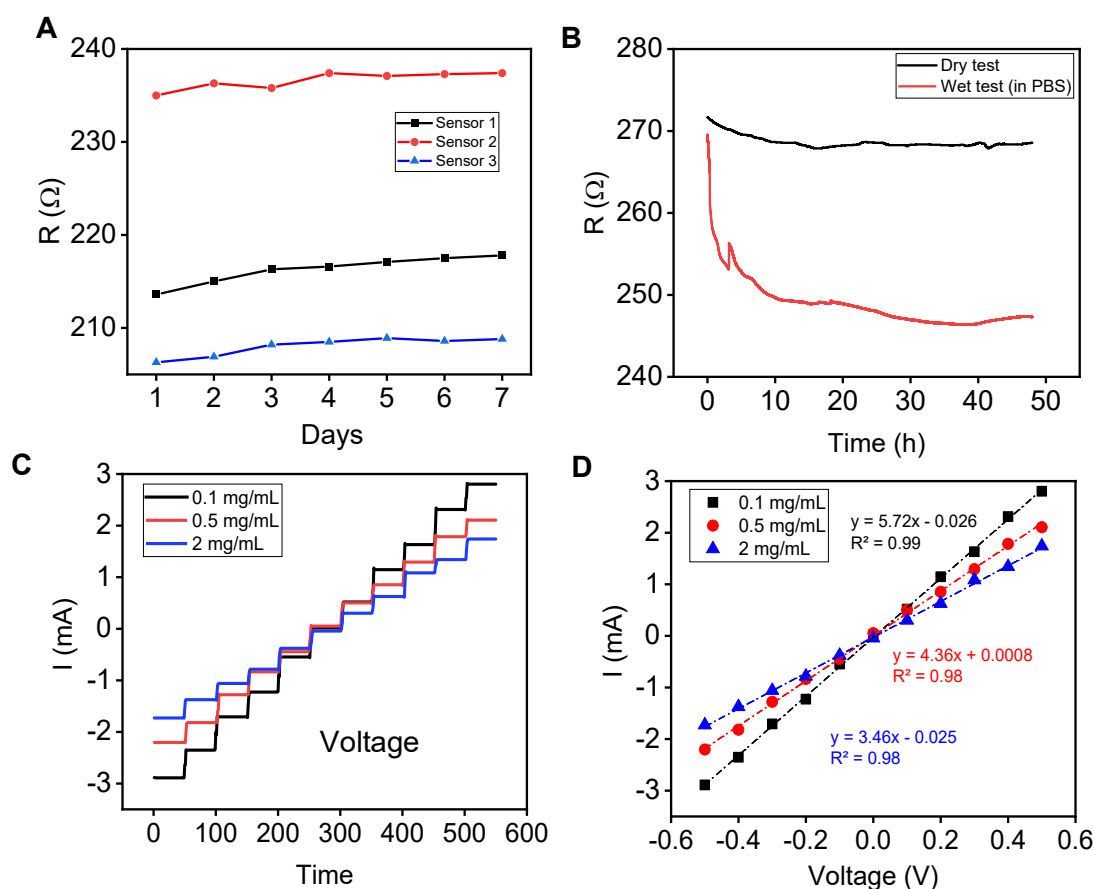 A
240
230
220
210
R (Ω)
1 2 3 4 5 6 7
Days
Sensor 1
Sensor 2
Sensor 3
B
280
270
260
250
240
R (Ω)
0 10 20 30 40 50
Time (h)
Dry test
Wet test (in PBS)
C
3
2
1
0
-1
-2
-3
I (mA)
0 100 200 300 400 500 600
Time
0.1 mg/mL
0.5 mg/mL
2 mg/mL
Voltage
D
3
2
1
0
-1
-2
-3
I (mA)
-0.6 -0.4 -0.2 0.0 0.2 0.4 0.6
Voltage (V)
0.1 mg/mL
0.5 mg/mL
2 mg/mL
y = 5.72x - 0.026
R² = 0.99
y = 4.36x + 0.0008
R² = 0.98
y = 3.46x - 0.025
R² = 0.98